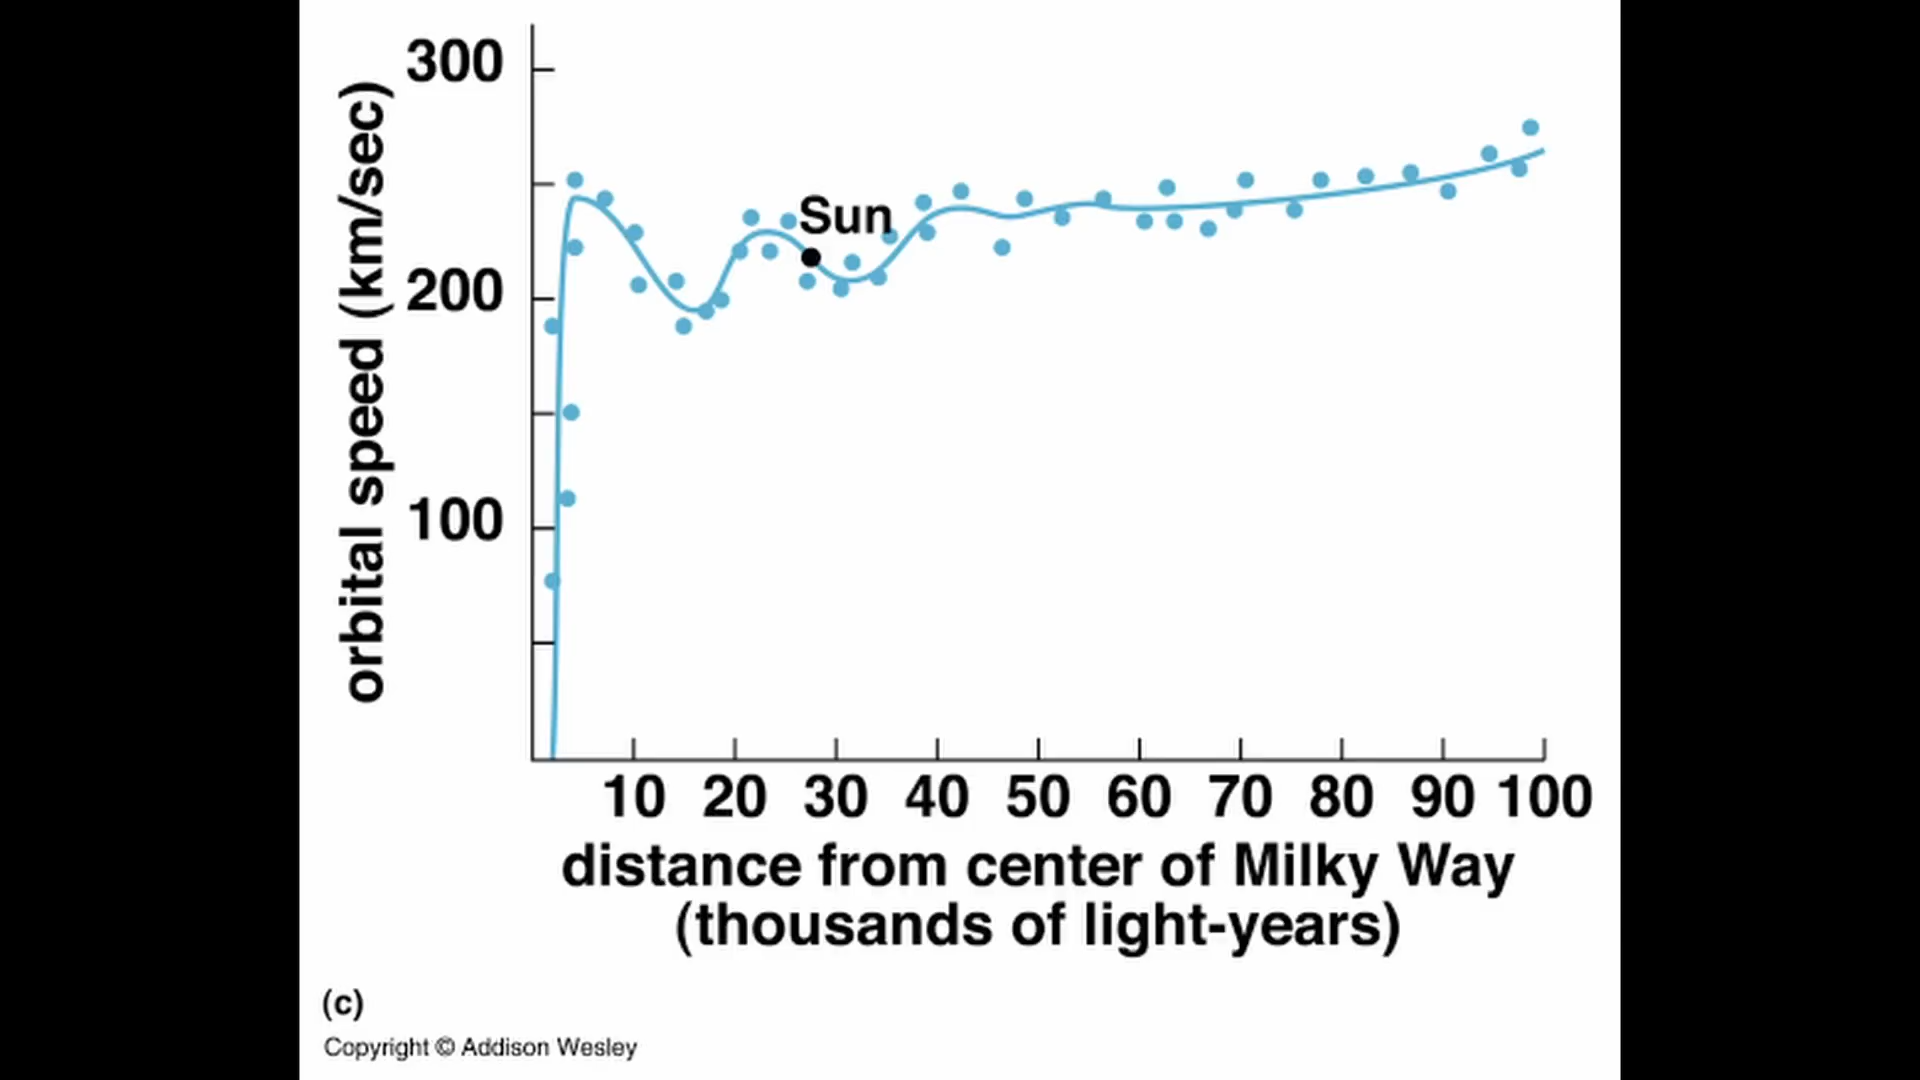 300
200
100
orbital speed (km/sec)
Sun
10 20 30 40 50 60 70 80 90 100
distance from center of Milky Way
(thousands of light-years)
(c)
Copyright © Addison Wesley